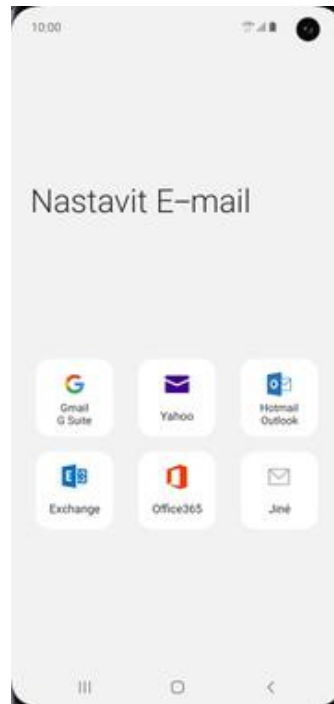 10:00
Nastavit E-mail
Gmail
G Suite
Yahoo
Hotmail
Outlook
Exchange
Office365
Jiné